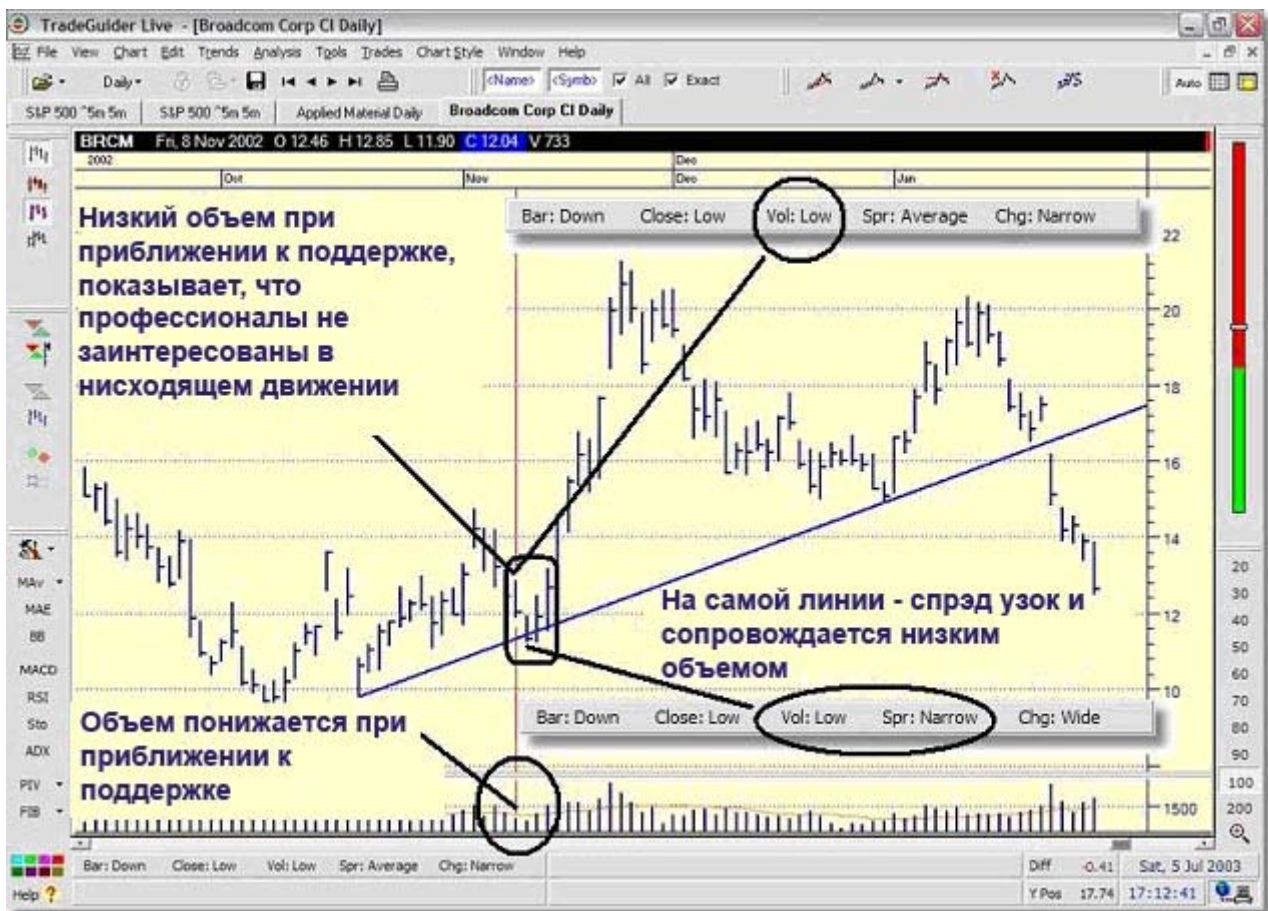 TradeGuider Live - [Broadcom Corp Cl Daily]
File View Chart Edit Trends Analysis Tools Trades Chart Style Window Help
Daily <Name> <Symb> All Exact Auto
S&P 500 ^5m 5m S&P 500 ^5m 5m Applied Material Daily Broadcom Corp Cl Daily
BRCM Fri, 8 Nov 2002 O 12.46 H 12.85 L 11.90 C 12.04 V 733
2002 Dec
Oct Nov Dec Jan
Низкий объем при
приближении к поддержке,
показывает, что
профессионалы не
заинтересованы в
нисходящем движении
Bar: Down Close: Low Vol: Low Spr: Average Chg: Narrow
22
20
18
16
14
12
10
На самой линии - спрэд узок и
сопровождается низким
объемом
Bar: Down Close: Low Vol: Low Spr: Narrow Chg: Wide
Объем понижается при
приближении к
поддержке
1500
MAv
MAE
BB
MACD
RSI
Sto
ADX
PIV
FIB
20
30
40
50
60
70
80
90
100
200
Bar: Down Close: Low Vol: Low Spr: Average Chg: Narrow Diff -0.41 Sat, 5 Jul 2003
Help Y Pos 17.74 17:12:41